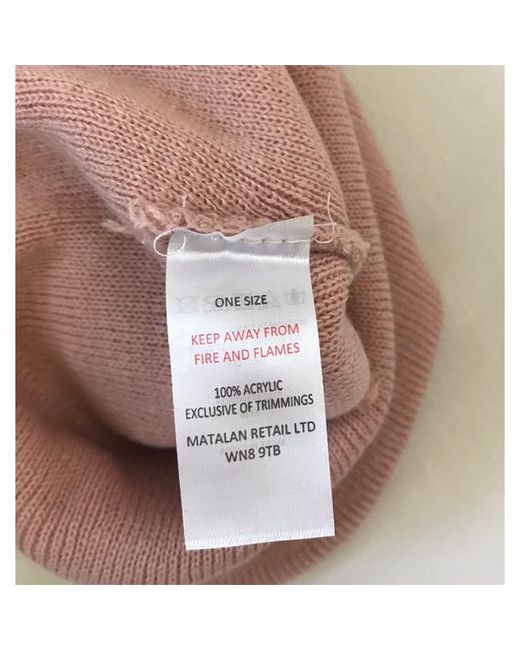 ONE SIZE
KEEP AWAY FROM
FIRE AND FLAMES
100% ACRYLIC
EXCLUSIVE OF TRIMMINGS
MATALAN RETAIL LTD
WN8 9TB